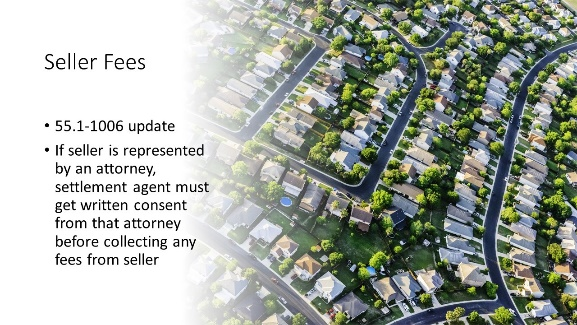 Seller Fees
• 55.1-1006 update
• If seller is represented
by an attorney,
settlement agent must
get written consent
from that attorney
before collecting any
fees from seller